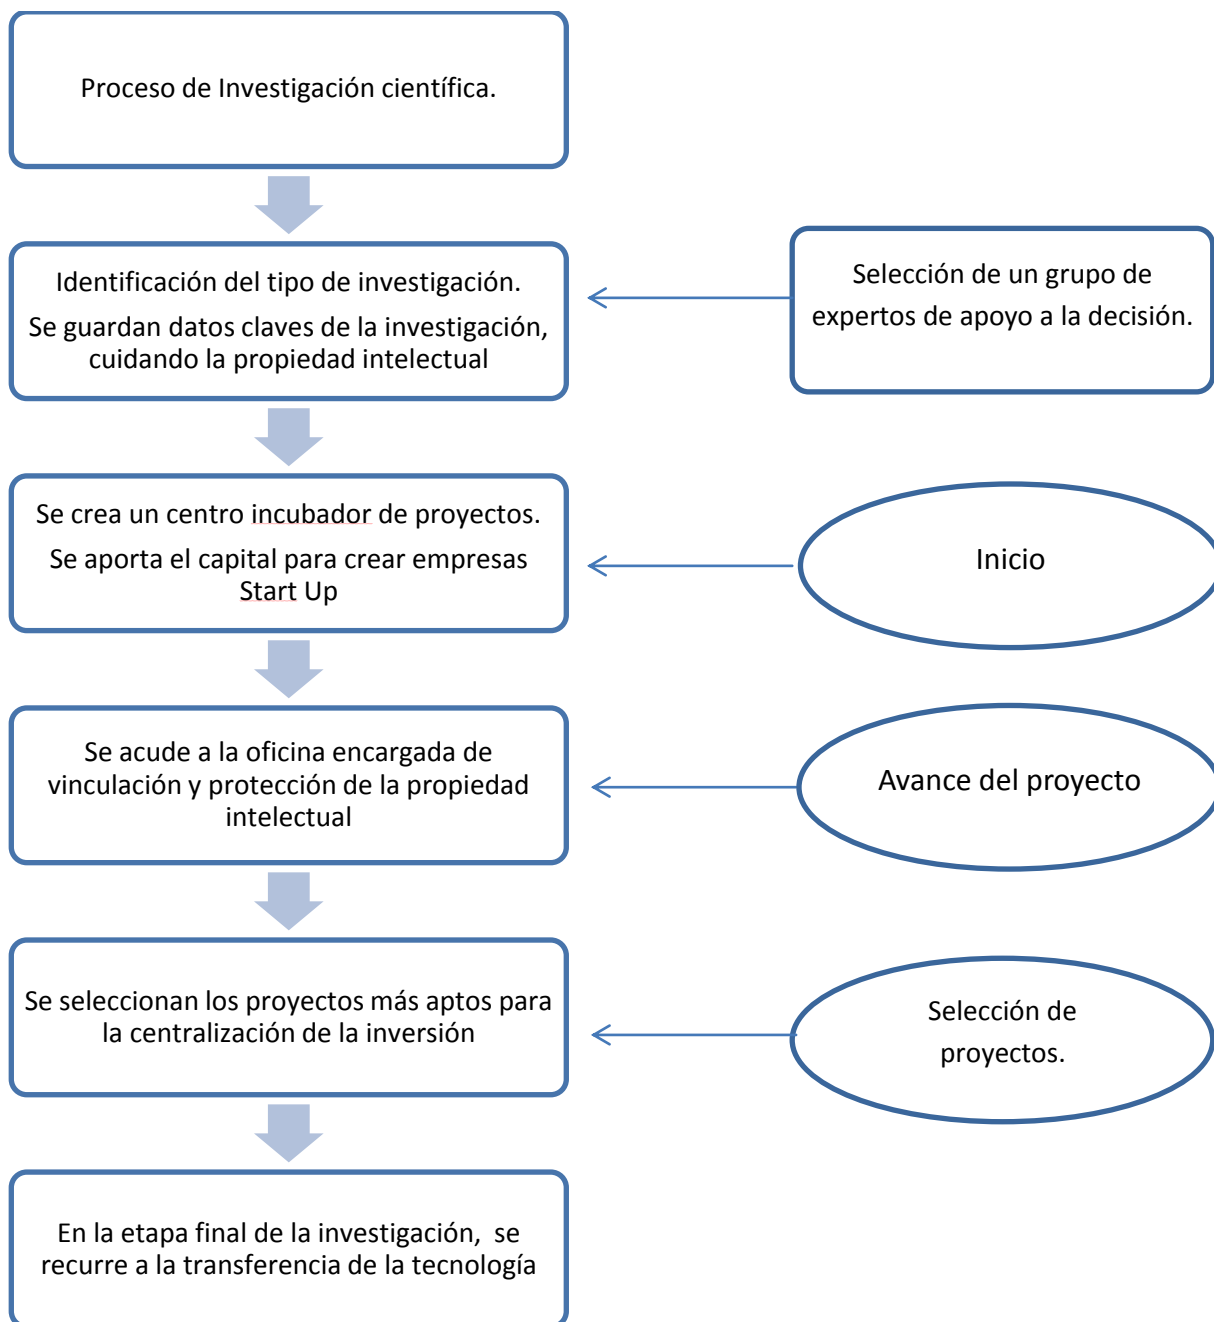 Proceso de Investigación científica.
Identificación del tipo de investigación.
Se guardan datos claves de la investigación,
cuidando la propiedad intelectual
Selección de un grupo de
expertos de apoyo a la decisión.
Se crea un centro incubador de proyectos.
Se aporta el capital para crear empresas
Start Up
Inicio
Se acude a la oficina encargada de
vinculación y protección de la propiedad
intelectual
Avance del proyecto
Se seleccionan los proyectos más aptos para
la centralización de la inversión
Selección de
proyectos.
En la etapa final de la investigación,  se
recurre a la transferencia de la tecnología